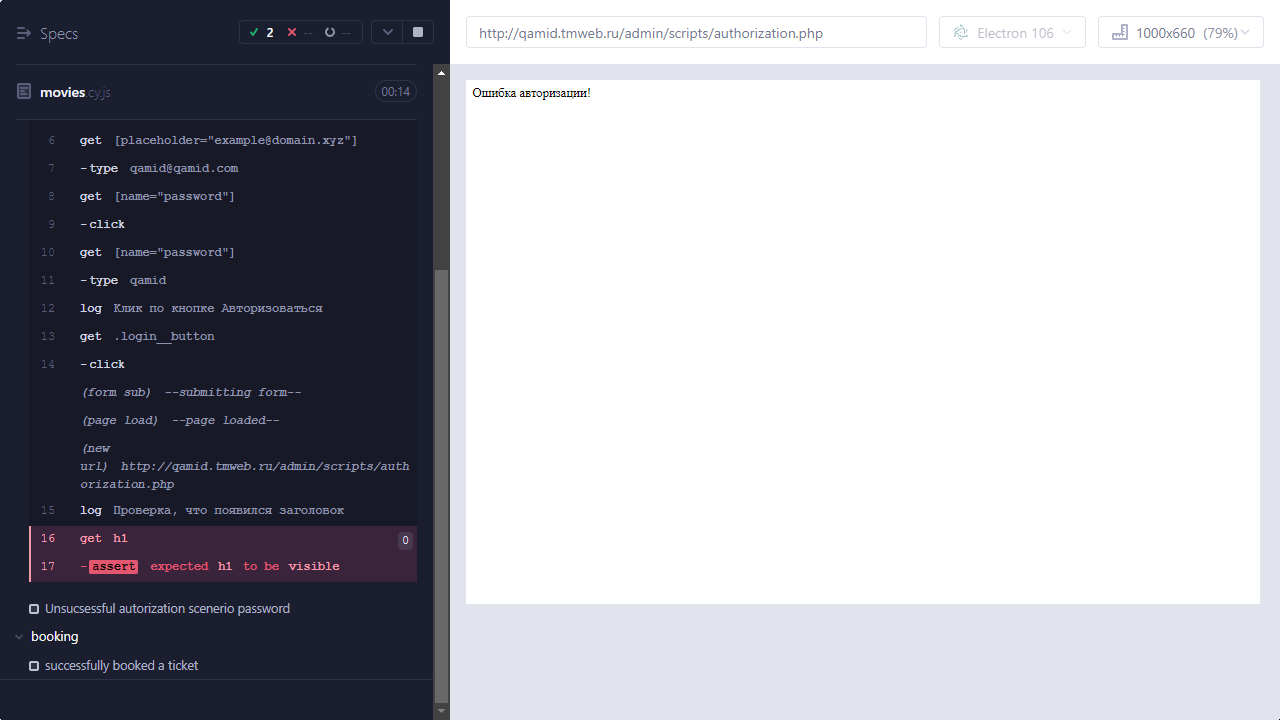 Specs
2
--
--
movies cy.js
00:14
6 get [placeholder="example@domain.xyz"]
7 -type qamid@qamid.com
8 get [name="password"]
9 -click
10 get [name="password"]
11 -type qamid
12 log Клик по кнопке Авторизоваться
13 get .login__button
14 -click
(form sub) --submitting form--
(page load) --page loaded--
(new
url) http://qamid.tmweb.ru/admin/scripts/auth
orization.php
15 log Проверка, что появился заголовок
16 get h1 0
17 -assert expected h1 to be visible
Unsucsessful autorization scenerio password
booking
successfully booked a ticket
http://qamid.tmweb.ru/admin/scripts/authorization.php
Electron 106
1000x660 (79%)
Ошибка авторизации!